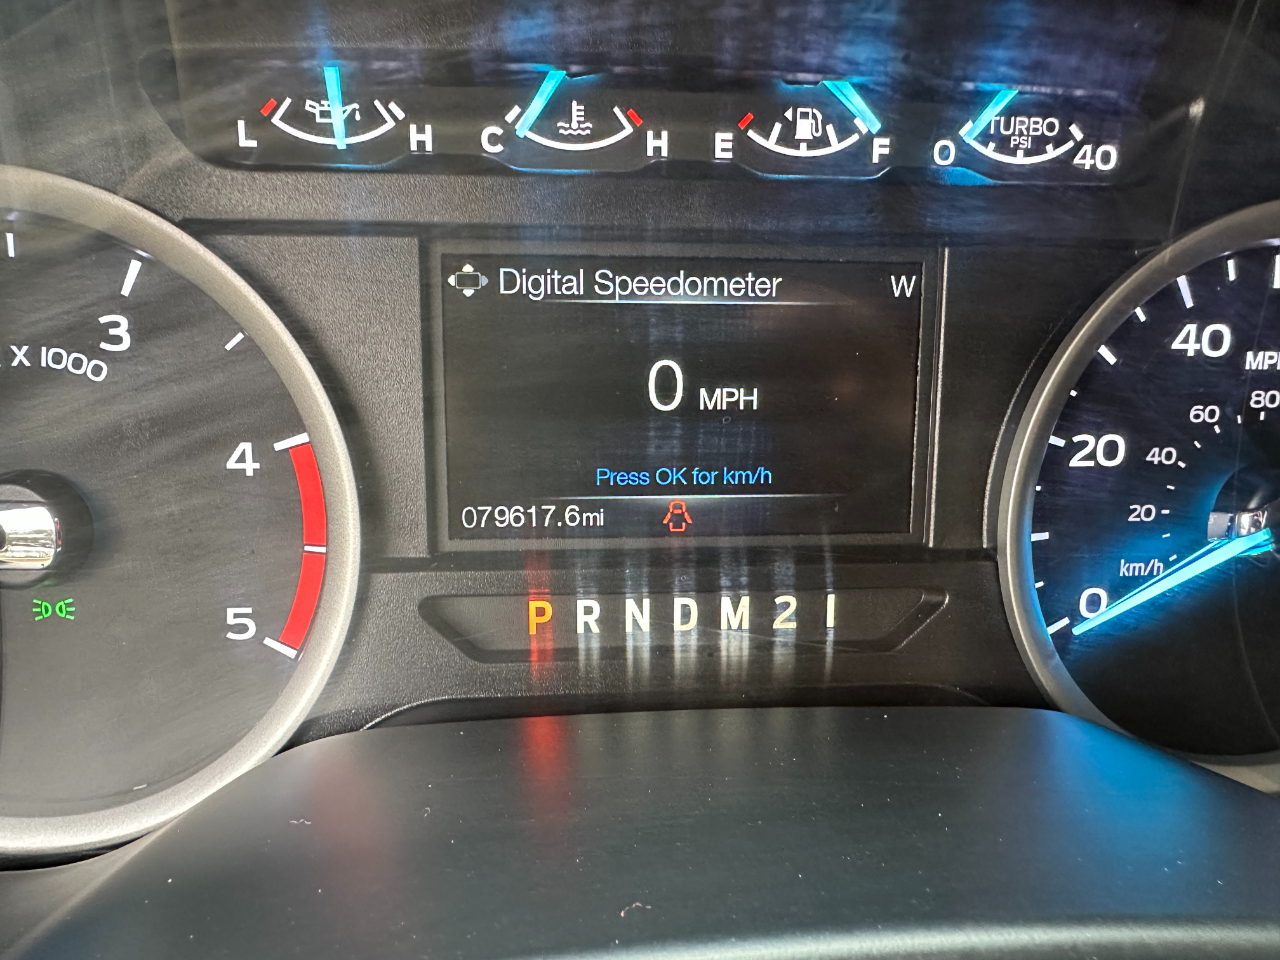 L H C H E F 0 TURBO PSI 40
Digital Speedometer W
3
X 1000
40
MPH
0 MPH
60 80
4
20 40
Press OK for km/h
079617.6mi
20
km/h
5
P R N D M 2 1
0